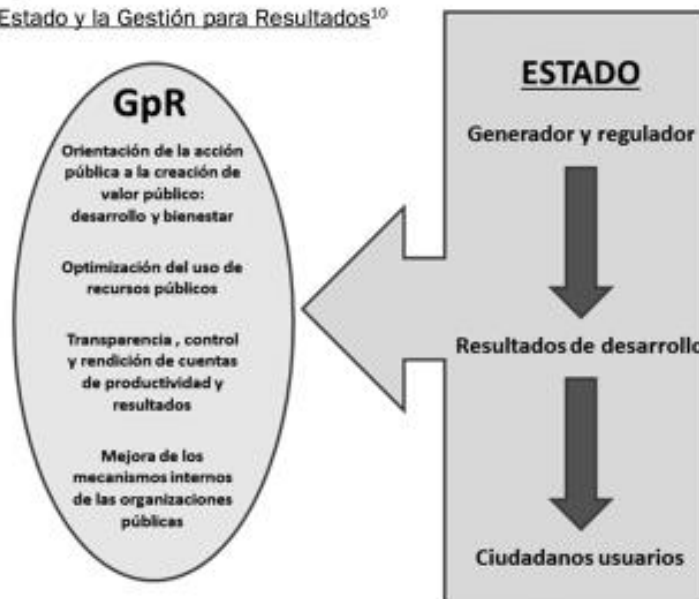 Estado y la Gestión para Resultados¹⁰
GpR
Orientación de la acción
pública a la creación de
valor público:
desarrollo y bienestar
Optimización del uso de
recursos públicos
Transparencia , control
y rendición de cuentas
de productividad y
resultados
Mejora de los
mecanismos internos
de las organizaciones
públicas
ESTADO
Generador y regulador
Resultados de desarrollo
Ciudadanos usuarios